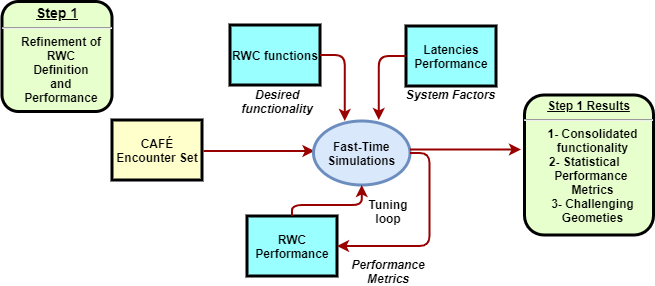 Step 1
Refinement of
RWC
Definition
and
Performance
RWC functions
Desired
functionality
Latencies
Performance
System Factors
CAFÉ
Encounter Set
Fast-Time
Simulations
Tuning
loop
RWC
Performance
Performance
Metrics
Step 1 Results
1- Consolidated
functionality
2- Statistical
Performance
Metrics
3- Challenging
Geometies